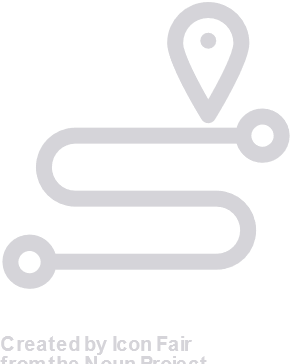 Created by Icon Fair
from the Noun Project